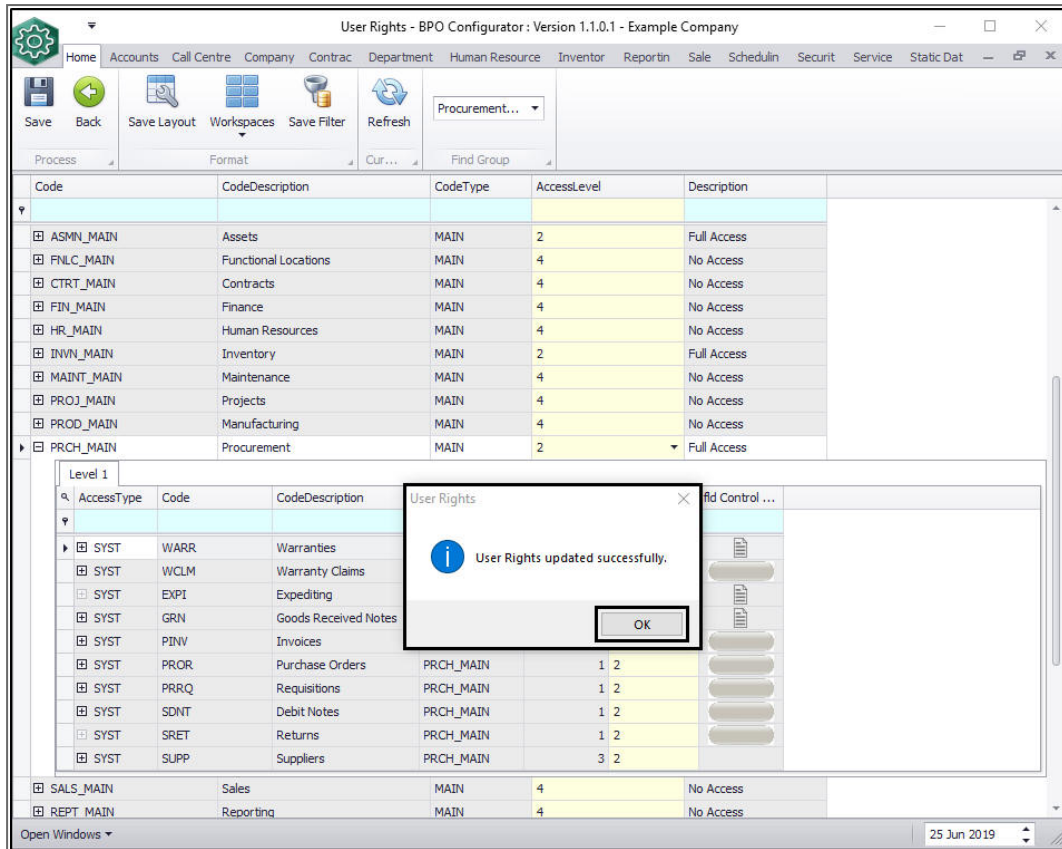 User Rights - BPO Configurator : Version 1.1.0.1 - Example Company
Home Accounts Call Centre Company Contrac Department Human Resource Inventor Reportin Sale Schedulin Securit Service Static Dat
Save Back Save Layout Workspaces Save Filter Refresh Procurement...
Process Format Cur... Find Group
Code CodeDescription CodeType AccessLevel Description
ASMN_MAIN Assets MAIN 2 Full Access
FNLC_MAIN Functional Locations MAIN 4 No Access
CTRT_MAIN Contracts MAIN 4 No Access
FIN_MAIN Finance MAIN 4 No Access
HR_MAIN Human Resources MAIN 4 No Access
INVN_MAIN Inventory MAIN 2 Full Access
MAINT_MAIN Maintenance MAIN 4 No Access
PROJ_MAIN Projects MAIN 4 No Access
PROD_MAIN Manufacturing MAIN 4 No Access
PRCH_MAIN Procurement MAIN 2 Full Access
Level 1
AccessType Code CodeDescription fld Control ...
SYST WARR Warranties
SYST WCLM Warranty Claims
SYST EXPI Expediting
SYST GRN Goods Received Notes
SYST PINV Invoices
User Rights
User Rights updated successfully.
OK
SYST PROR Purchase Orders PRCH_MAIN 1 2
SYST PRRQ Requisitions PRCH_MAIN 1 2
SYST SDNT Debit Notes PRCH_MAIN 1 2
SYST SRET Returns PRCH_MAIN 1 2
SYST SUPP Suppliers PRCH_MAIN 3 2
SALS_MAIN Sales MAIN 4 No Access
REPT_MAIN Reporting MAIN 4 No Access
Open Windows 25 Jun 2019